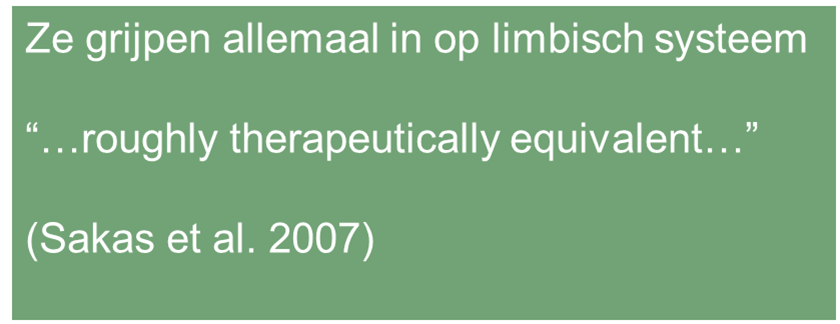 Ze grijpen allemaal in op limbisch systeem
“…roughly therapeutically equivalent…”
(Sakas et al. 2007)